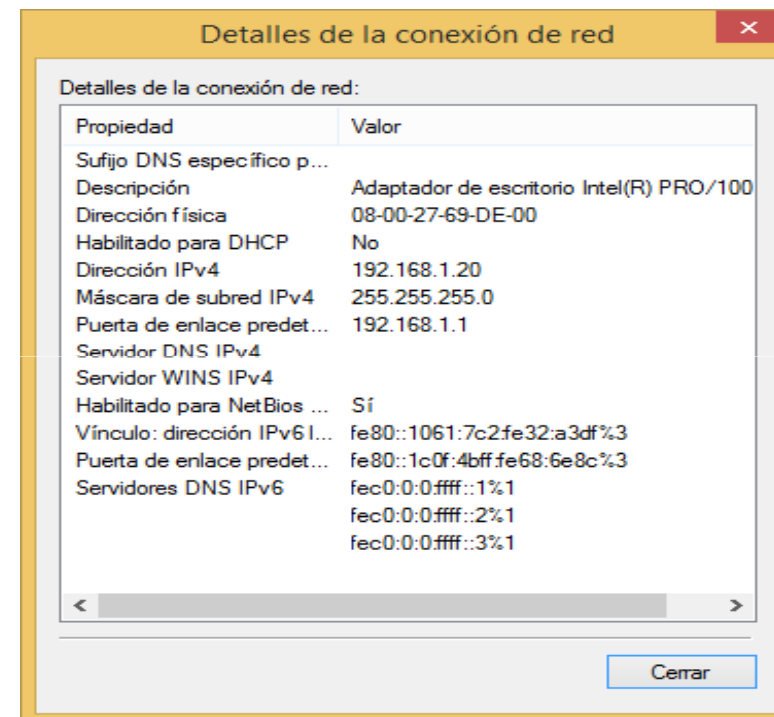 Detalles de la conexión de red
Detalles de la conexión de red:
Propiedad Valor
Sufijo DNS específico p...
Descripción Adaptador de escritorio Intel(R) PRO/100
Dirección física 08-00-27-69-DE-00
Habilitado para DHCP No
Dirección IPv4 192.168.1.20
Máscara de subred IPv4 255.255.255.0
Puerta de enlace predet... 192.168.1.1
Servidor DNS IPv4
Servidor WINS IPv4
Habilitado para NetBios ... Sí
Vínculo: dirección IPv6 l... fe80::1061:7c2:fe32:a3df%3
Puerta de enlace predet... fe80::1c0f:4bff:fe68:6e8c%3
Servidores DNS IPv6 fec0:0:0:ffff::1%1
fec0:0:0:ffff::2%1
fec0:0:0:ffff::3%1
Cerrar